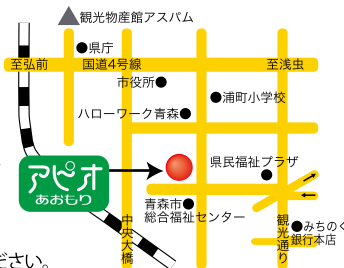 観光物産館アスパム
県庁
至弘前
国道4号線
至浅虫
市役所
浦町小学校
ハローワーク青森
県民福祉プラザ
アピオ
あおもり
青森市
総合福祉センター
中央大橋
観光通り
みちのく
銀行本店
ださい。